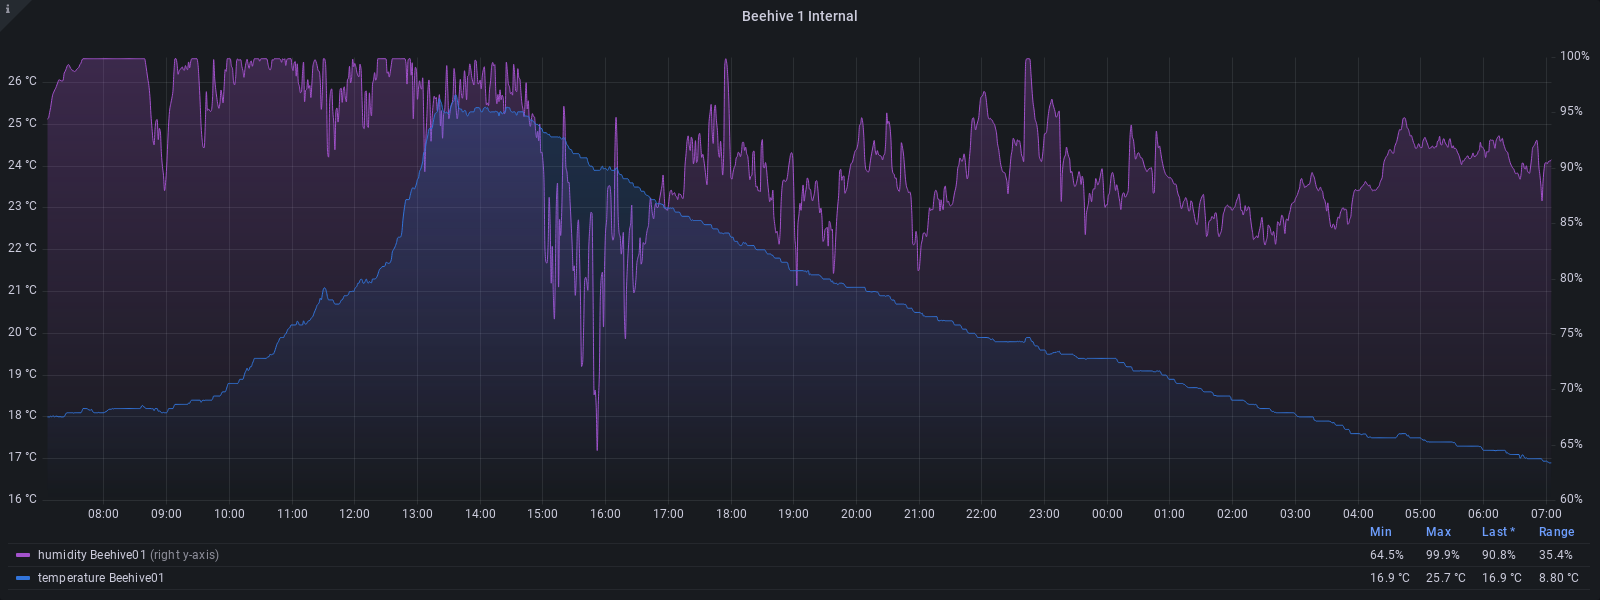 i
Beehive 1 Internal
26 °C
25 °C
24 °C
23 °C
22 °C
21 °C
20 °C
19 °C
18 °C
17 °C
16 °C
100%
95%
90%
85%
80%
75%
70%
65%
60%
08:00 09:00 10:00 11:00 12:00 13:00 14:00 15:00 16:00 17:00 18:00 19:00 20:00 21:00 22:00 23:00 00:00 01:00 02:00 03:00 04:00 05:00 06:00 07:00
Min Max Last * Range
humidity Beehive01 (right y-axis) 64.5% 99.9% 90.8% 35.4%
temperature Beehive01 16.9 °C 25.7 °C 16.9 °C 8.80 °C